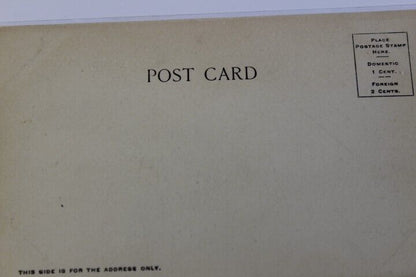 PLACE
POSTAGE STAMP
HERE.
DOMESTIC
1 CENT.
FOREIGN
2 CENTS.
POST CARD
THIS SIDE IS FOR THE ADDRESS ONLY.